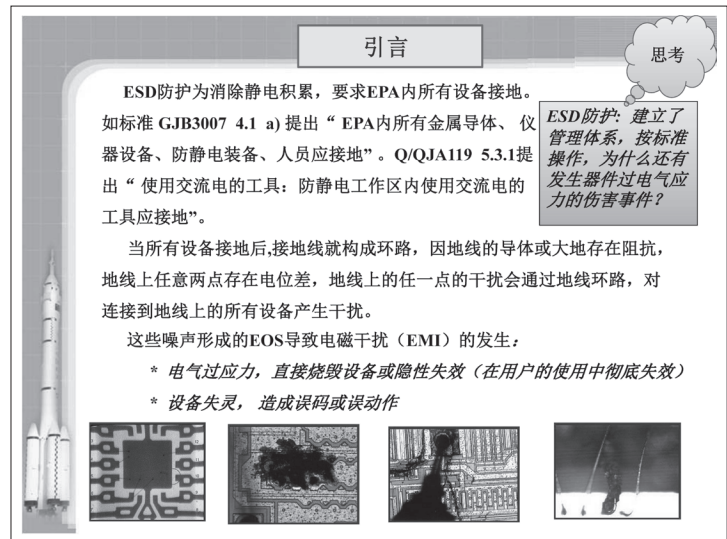 引言
思考
ESD防护为消除静电积累，要求EPA内所有设备接地。
如标准 GJB3007 4.1 a) 提出“ EPA内所有金属导体、 仪
器设备、防静电装备、人员应接地”。Q/QJA119 5.3.1提
出“ 使用交流电的工具：防静电工作区内使用交流电的
工具应接地”。
ESD防护: 建立了
管理体系，按标准
操作，为什么还有
发生器件过电气应
力的伤害事件？
当所有设备接地后,接地线就构成环路，因地线的导体或大地存在阻抗，
地线上任意两点存在电位差，地线上的任一点的干扰会通过地线环路，对
连接到地线上的所有设备产生干扰。
这些噪声形成的EOS导致电磁干扰（EMI）的发生：
* 电气过应力，直接烧毁设备或隐性失效（在用户的使用中彻底失效）
* 设备失灵， 造成误码或误动作